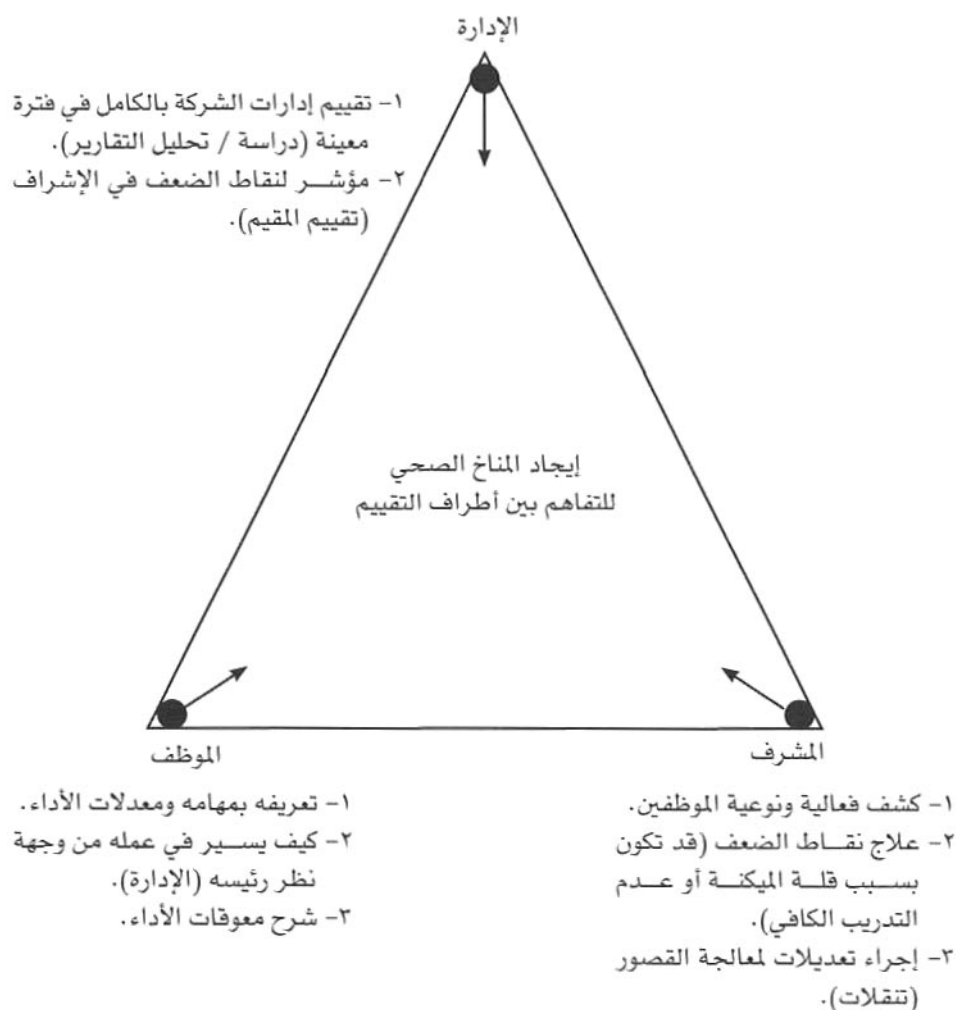 الإدارة
١- تقييم إدارات الشركة بالكامل في فترة
معينة (دراسة / تحليل التقارير).
٢- مؤشر لنقاط الضعف في الإشراف
(تقييم المقيم).
إيجاد المناخ الصحي
للتفاهم بين أطراف التقييم
المشرف
١- كشف فعالية ونوعية الموظفين.
٢- علاج نقاط الضعف (قد تكون
بسبب قلة الميكنة أو عدم
التدريب الكافي).
٣- إجراء تعديلات لمعالجة القصور
(تنقلات).
الموظف
١- تعريفه بمهامه ومعدلات الأداء.
٢- كيف يسير في عمله من وجهة
نظر رئيسه (الإدارة).
٣- شرح معوقات الأداء.